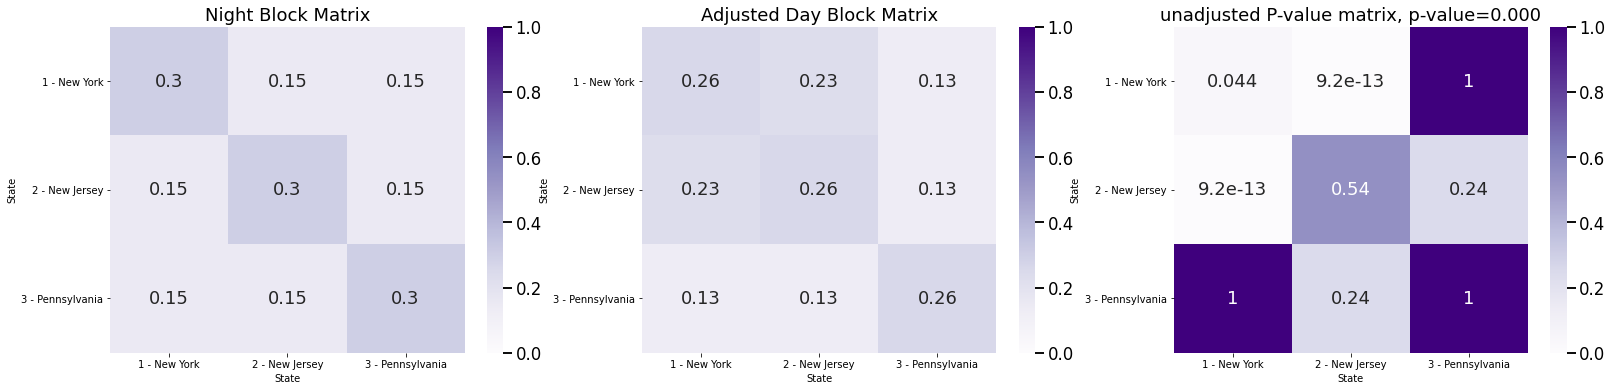 Night Block Matrix
1 - New York
2 - New Jersey
3 - Pennsylvania
State
0.3 0.15 0.15
0.15 0.3 0.15
0.15 0.15 0.3
1 - New York 2 - New Jersey 3 - Pennsylvania
State
1.0
0.8
0.6
0.4
0.2
0.0
Adjusted Day Block Matrix
1 - New York
2 - New Jersey
3 - Pennsylvania
State
0.26 0.23 0.13
0.23 0.26 0.13
0.13 0.13 0.26
1 - New York 2 - New Jersey 3 - Pennsylvania
State
1.0
0.8
0.6
0.4
0.2
0.0
unadjusted P-value matrix, p-value=0.000
1 - New York
2 - New Jersey
3 - Pennsylvania
State
0.044 9.2e-13 1
9.2e-13 0.54 0.24
1 0.24 1
1 - New York 2 - New Jersey 3 - Pennsylvania
State
1.0
0.8
0.6
0.4
0.2
0.0